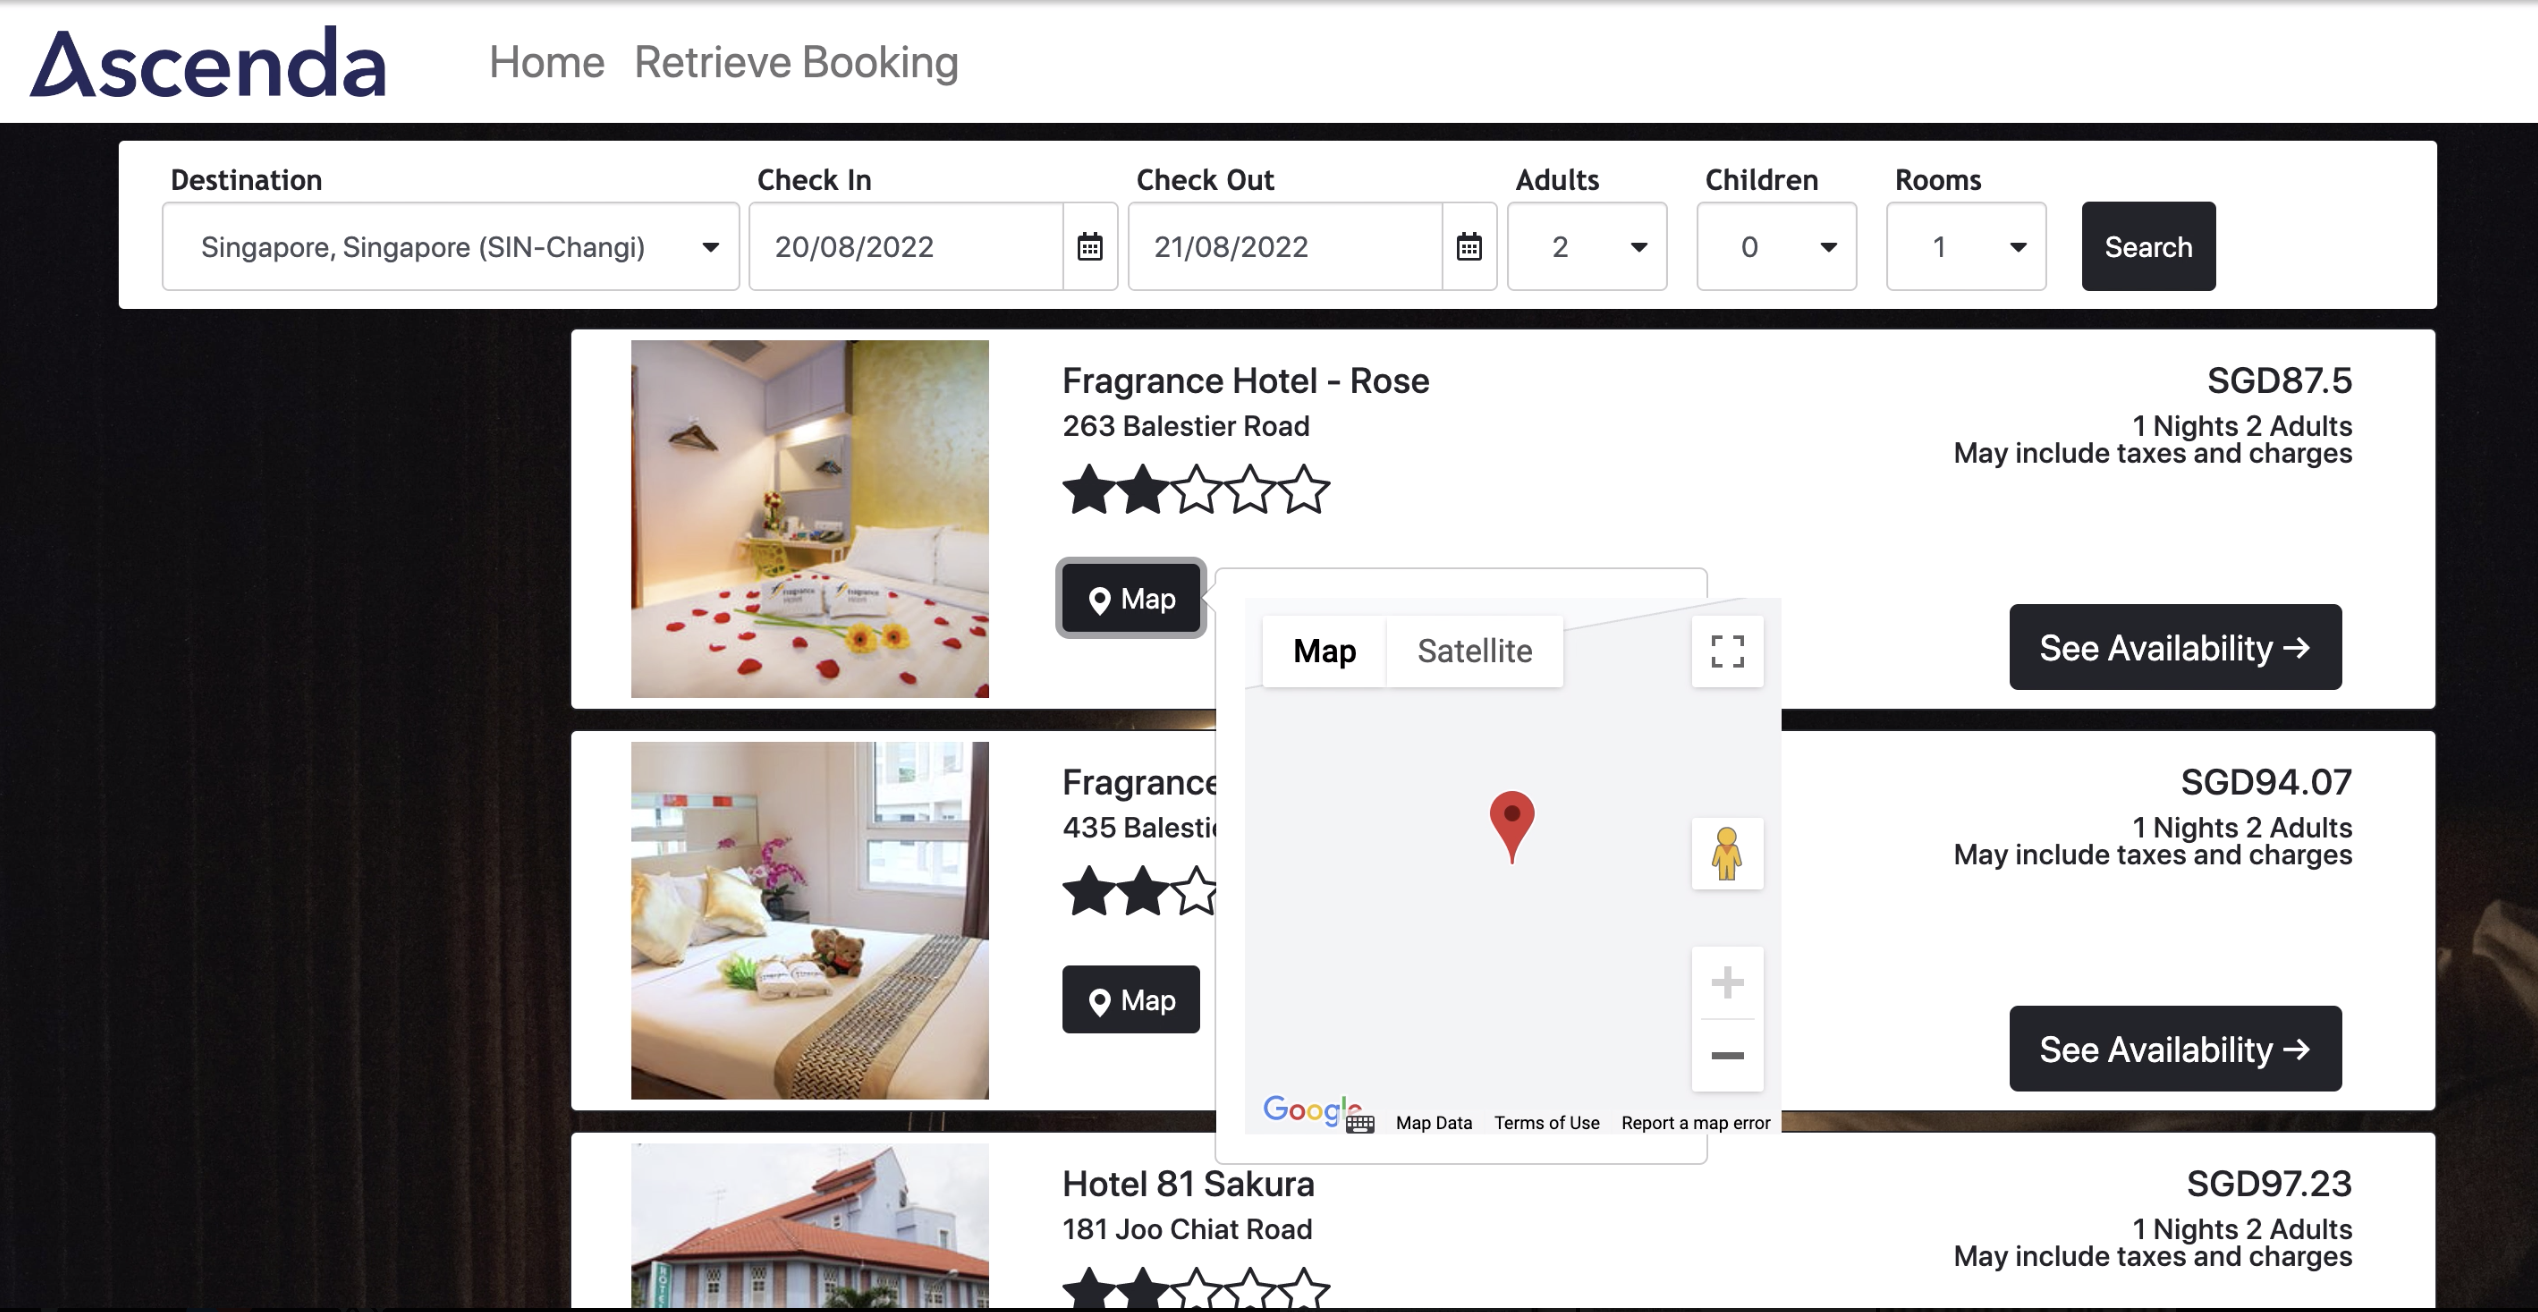 Ascenda
Home Retrieve Booking
Destination Check In Check Out Adults Children Rooms
Singapore, Singapore (SIN-Changi) 20/08/2022 21/08/2022 2 0 1 Search
Fragrance Hotel - Rose
263 Balestier Road
SGD87.5
1 Nights 2 Adults
May include taxes and charges
Map
See Availability
Map Satellite
Google
Map Data Terms of Use Report a map error
Fragrance
435
SGD94.07
1 Nights 2 Adults
May include taxes and charges
Map
See Availability
Hotel 81 Sakura
181 Joo Chiat Road
SGD97.23
1 Nights 2 Adults
May include taxes and charges